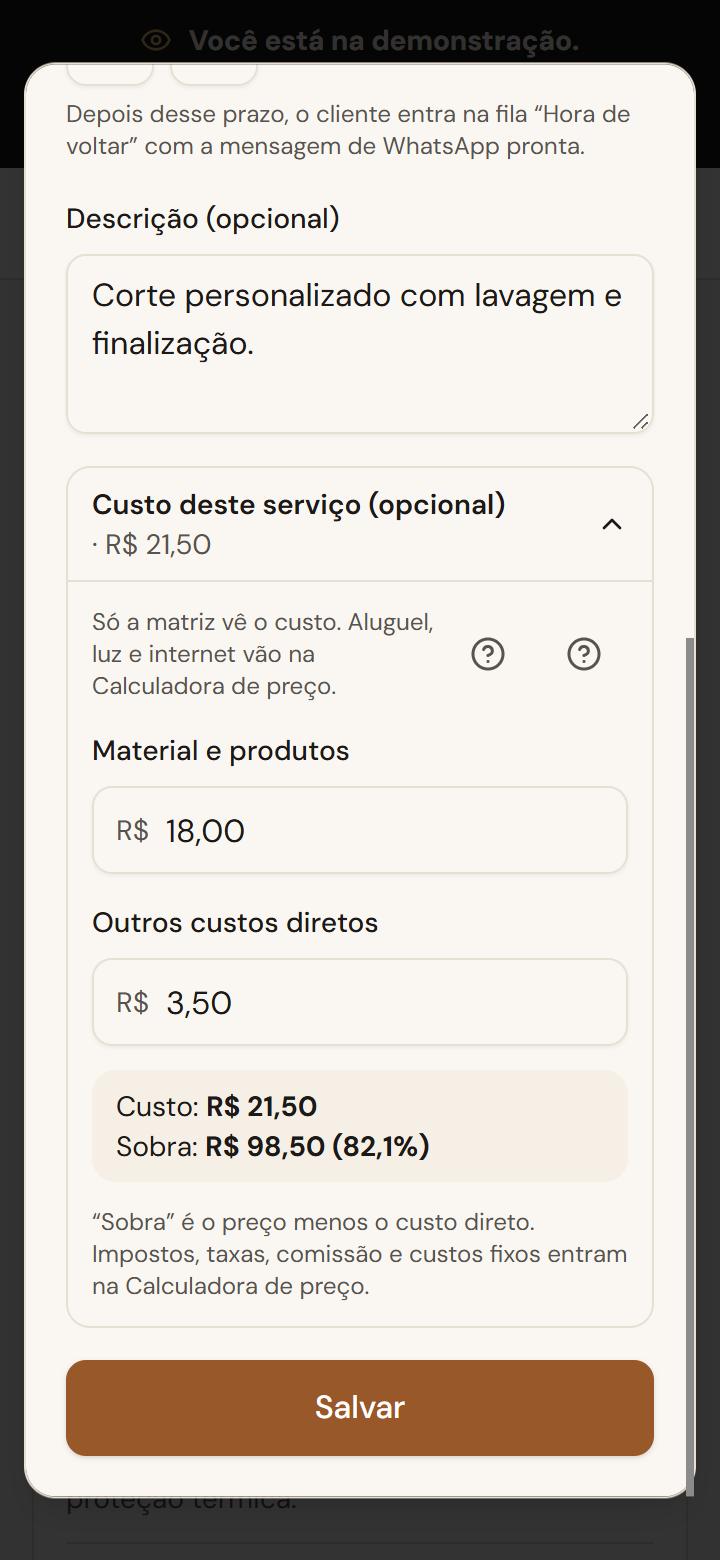 Você está na demonstração.
Depois desse prazo, o cliente entra na fila “Hora de
voltar” com a mensagem de WhatsApp pronta.
Descrição (opcional)
Corte personalizado com lavagem e
finalização.
Custo deste serviço (opcional)
· R$ 21,50
Só a matriz vê o custo. Aluguel,
luz e internet vão na
Calculadora de preço.
Material e produtos
R$ 18,00
Outros custos diretos
R$ 3,50
Custo: R$ 21,50
Sobra: R$ 98,50 (82,1%)
“Sobra” é o preço menos o custo direto.
Impostos, taxas, comissão e custos fixos entram
na Calculadora de preço.
Salvar
proteção térmica.